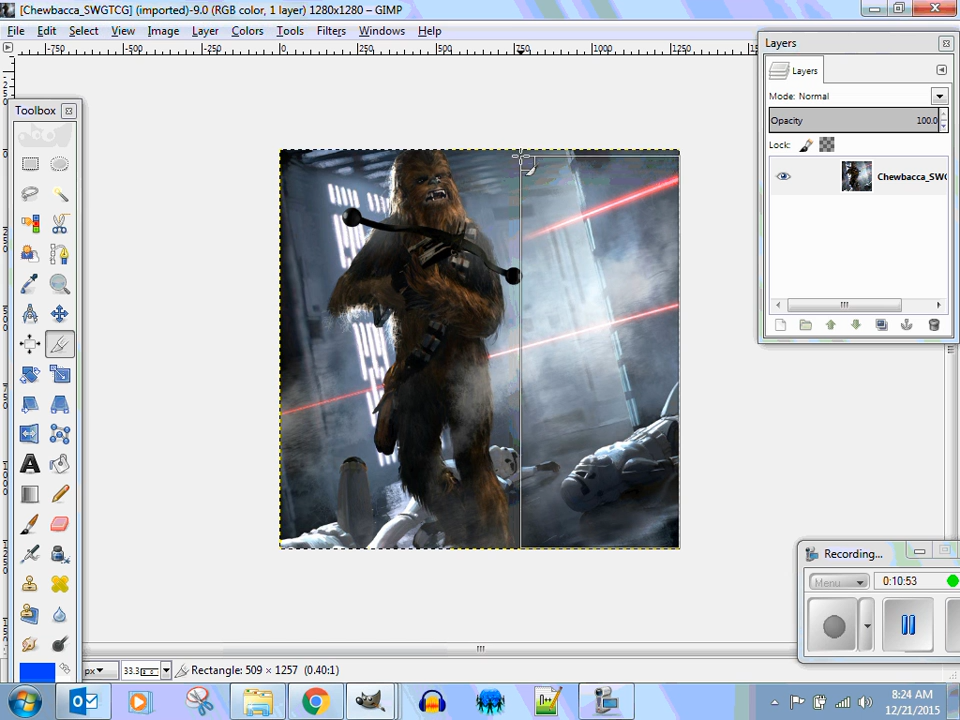 [Chewbacca_SWGTCG] (imported)-9.0 (RGB color, 1 layer) 1280x1280 – GIMP
File Edit Select View Image Layer Colors Tools Filters Windows Help
-750 -500 -250 0 250 500 750 1000 1250
Layers
Layers
Mode: Normal
Opacity 100.0
Lock:
Chewbacca_SW
Toolbox
Recording...
Menu 0:10:53
px 33.3 Rectangle: 509 × 1257 (0.40:1)
8:24 AM
12/21/2015